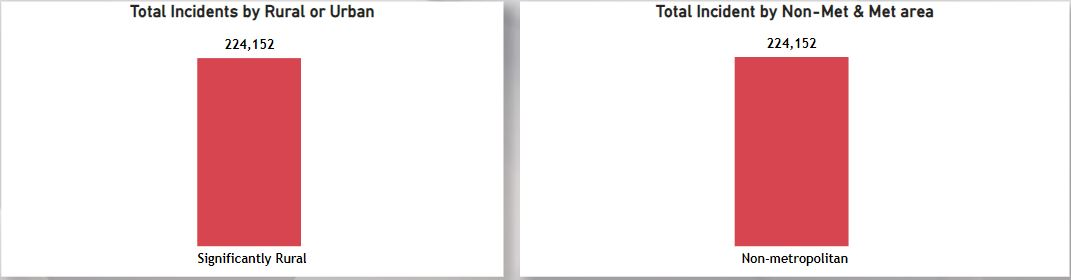 Total Incidents by Rural or Urban
224,152
Significantly Rural
Total Incident by Non-Met & Met area
224,152
Non-metropolitan